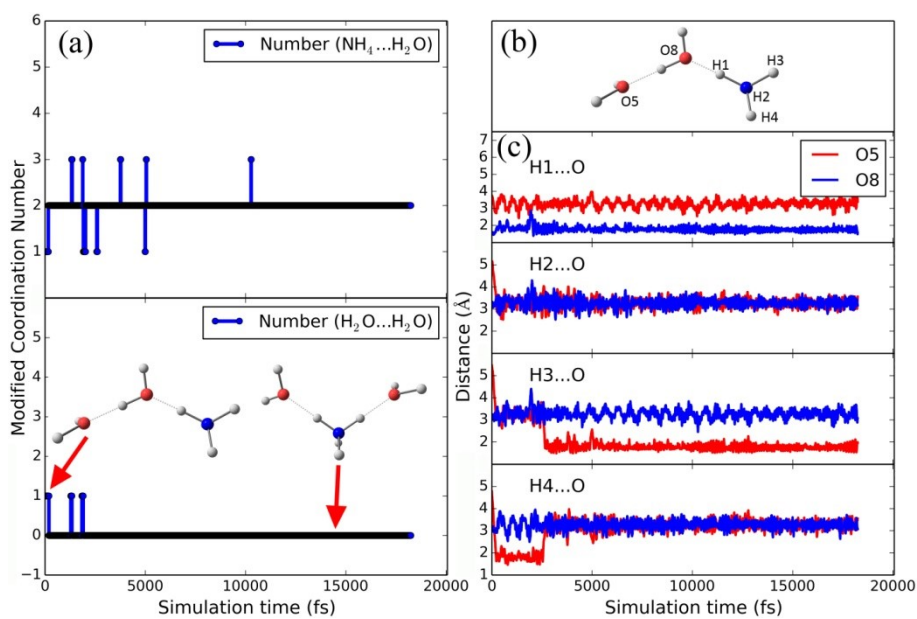 (a)
Number (NH₄...H₂O)
6
5
4
3
2
1
Modified Coordination Number
Number (H₂O...H₂O)
5
4
3
2
1
0
−1
0
5000
10000
15000
20000
Simulation time (fs)
(b)
O8
H1
H3
O5
H2
H4
(c)
H1...O
O5
O8
7
6
5
4
3
2
H2...O
5
4
3
2
Distance (Å)
H3...O
5
4
3
2
H4...O
5
4
3
2
1
0
5000
10000
15000
20000
Simulation time (fs)